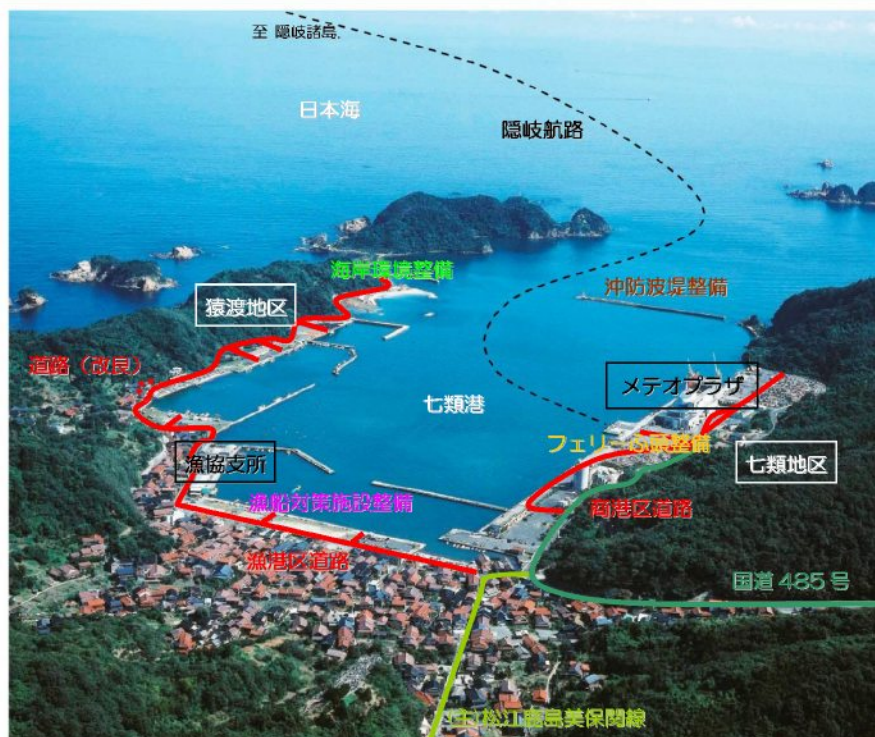 至 隠岐諸島
日本海
隠岐航路
海岸環境整備
沖防波堤整備
猿渡地区
道路（改良）
メテオプラザ
七類港
フェリーふ頭整備
漁協支所
七類地区
漁船対策施設整備
商港区道路
漁港区道路
国道 485 号
(主)松江鹿島美保関線